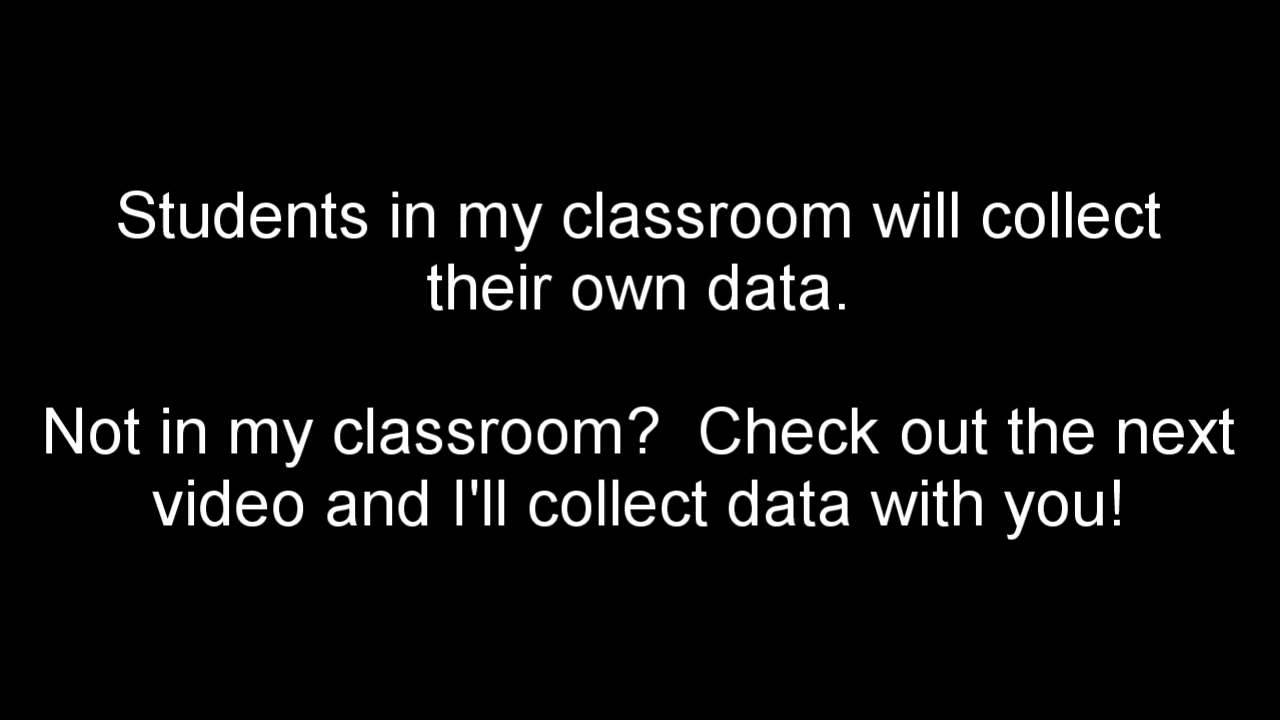 Students in my classroom will collect
their own data.
Not in my classroom?  Check out the next
video and I'll collect data with you!